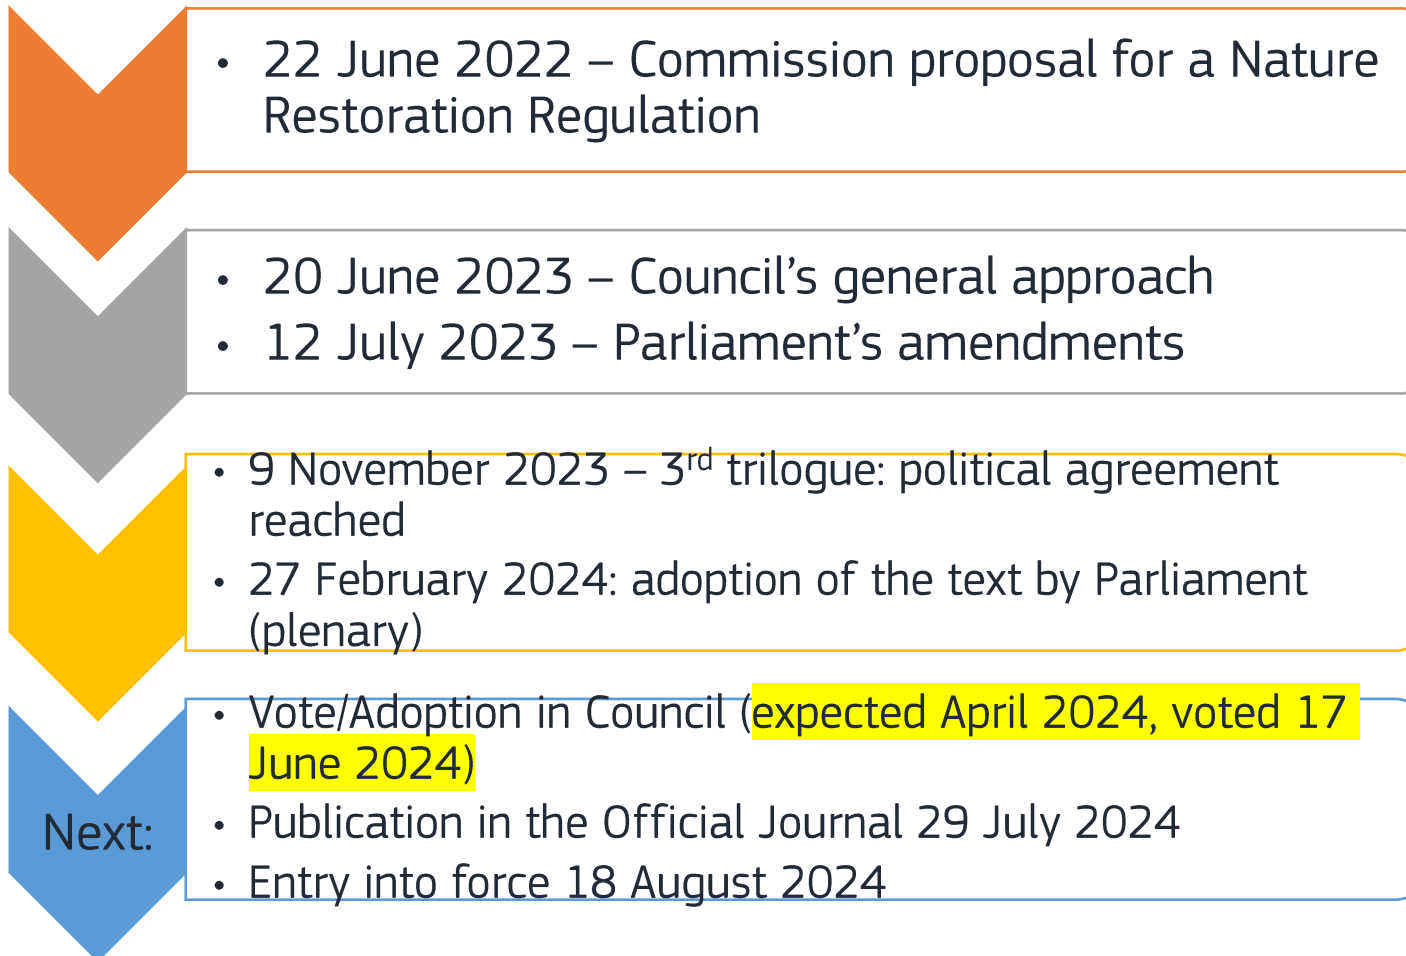 • 22 June 2022 – Commission proposal for a Nature
Restoration Regulation
• 20 June 2023 – Council’s general approach
• 12 July 2023 – Parliament’s amendments
• 9 November 2023 – 3rd trilogue: political agreement
reached
• 27 February 2024: adoption of the text by Parliament
(plenary)
Next:
• Vote/Adoption in Council (expected April 2024, voted 17
June 2024)
• Publication in the Official Journal 29 July 2024
• Entry into force 18 August 2024